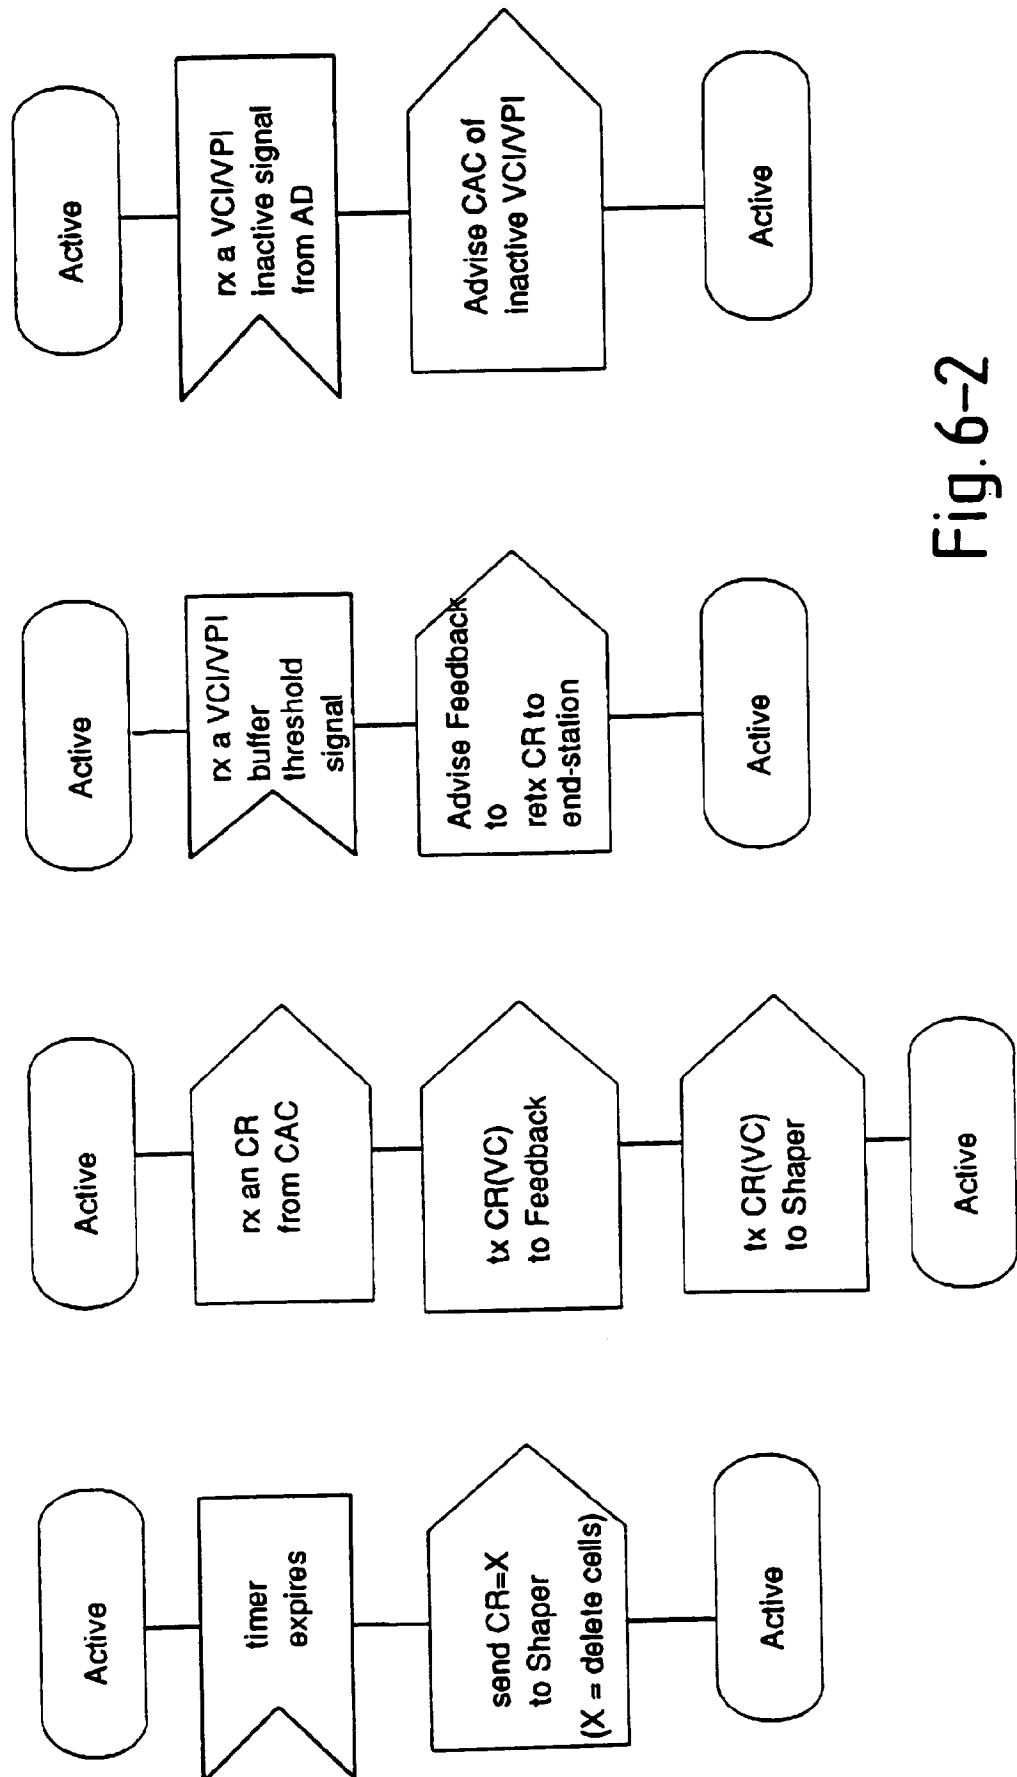 Active
timer
expires
send CR=X
to Shaper
(X = delete cells)
Active
Active
rx an CR
from CAC
tx CR(VC)
to Feedback
tx CR(VC)
to Shaper
Active
Active
rx a VCI/VPI
buffer
threshold
signal
Advise Feedback
to
retx CR to
end-station
Active
Active
rx a VCI/VPI
inactive signal
from AD
Advise CAC of
inactive VCI/VPI
Active
Fig. 6-2